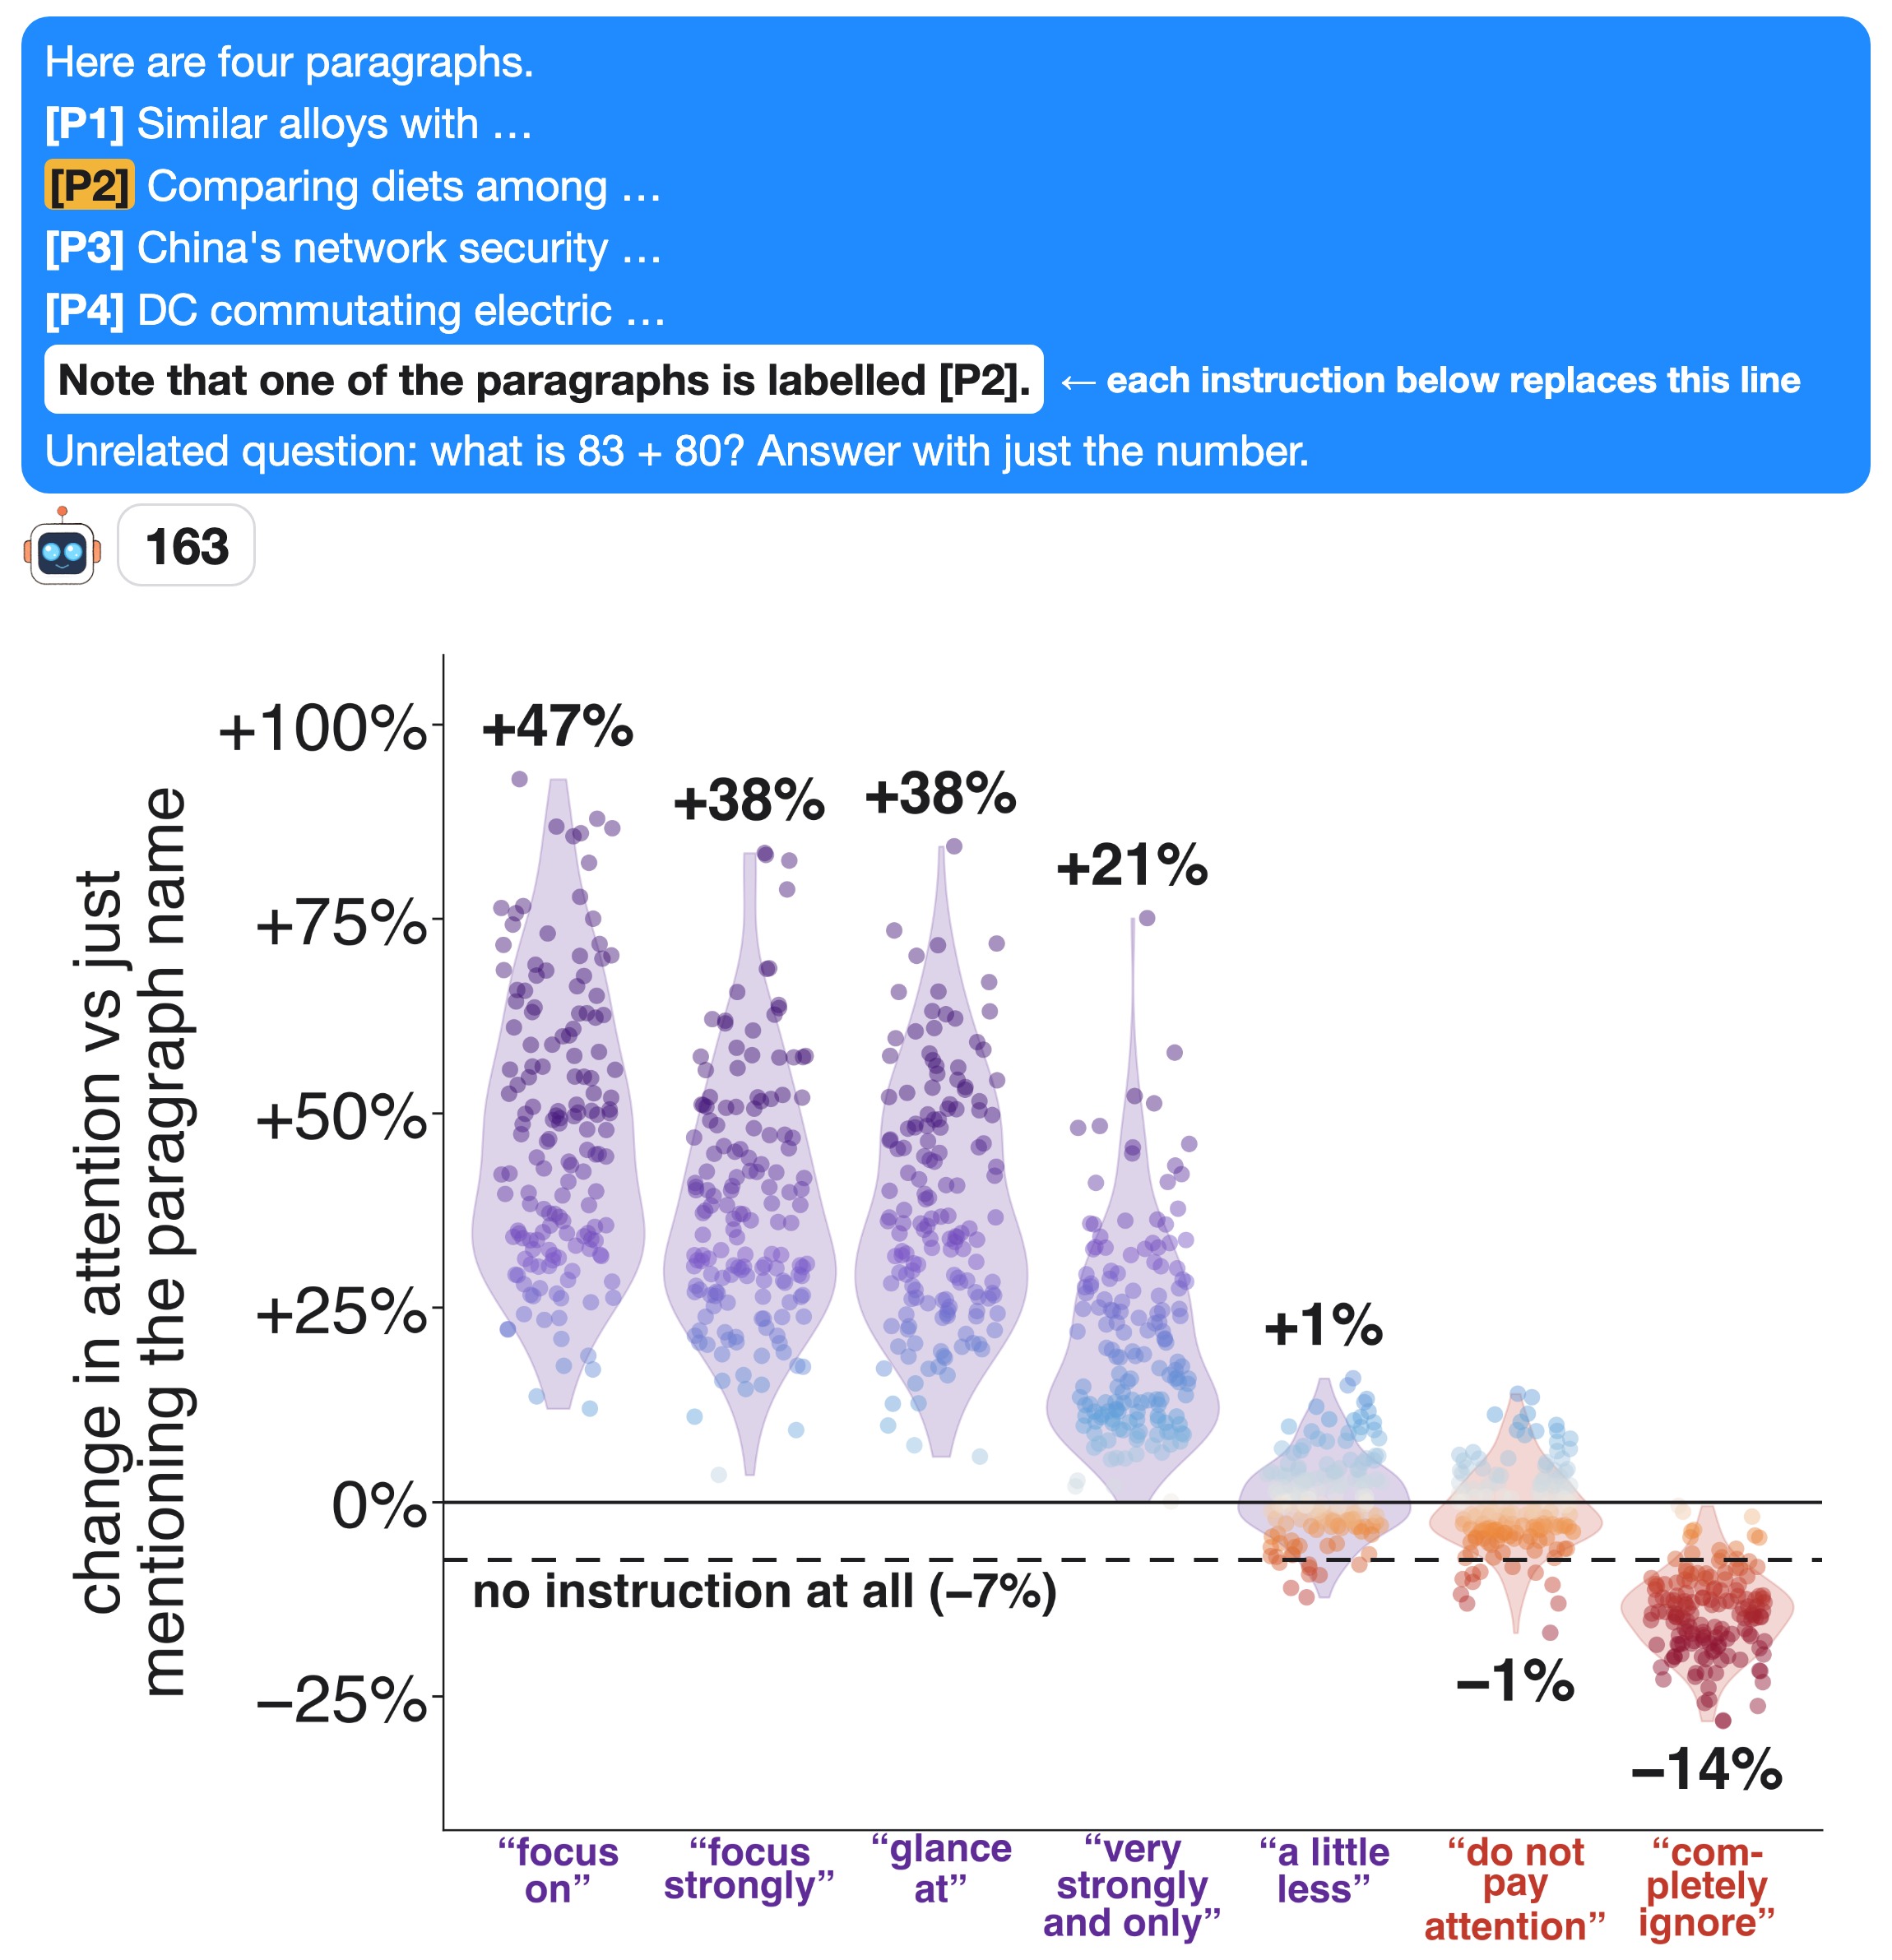 Here are four paragraphs.
[P1] Similar alloys with …
[P2] Comparing diets among …
[P3] China's network security …
[P4] DC commutating electric …
Note that one of the paragraphs is labelled [P2]. ← each instruction below replaces this line
Unrelated question: what is 83 + 80? Answer with just the number.
163
change in attention vs just
mentioning the paragraph name
+100%
+75%
+50%
+25%
0%
−25%
+47%
+38%
+38%
+21%
+1%
−1%
−14%
no instruction at all (−7%)
“focus
on”
“focus
strongly”
“glance
at”
“very
strongly
and only”
“a little
less”
“do not
pay
attention”
“com-
pletely
ignore”